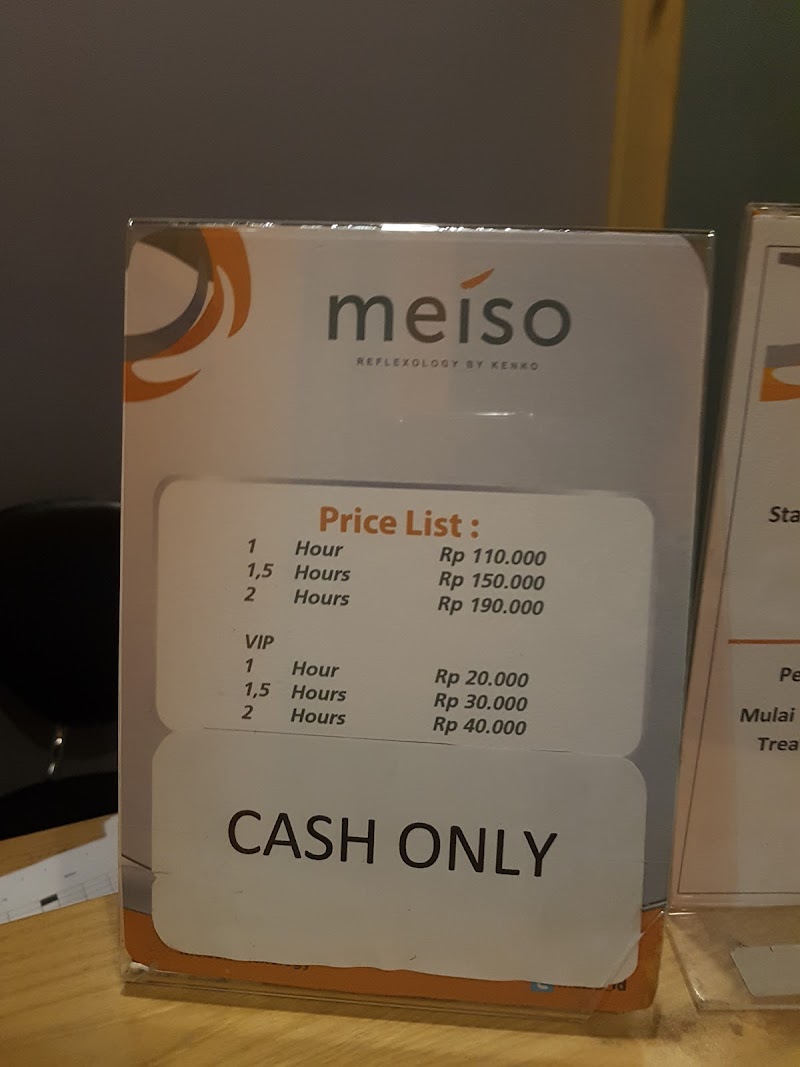 meiso
REFLEXOLOGY BY KENKO
Price List :
1 Hour Rp 110.000
1,5 Hours Rp 150.000
2 Hours Rp 190.000
VIP
1 Hour Rp 20.000
1,5 Hours Rp 30.000
2 Hours Rp 40.000
CASH ONLY
Sta
Pe
Mulai
Trea